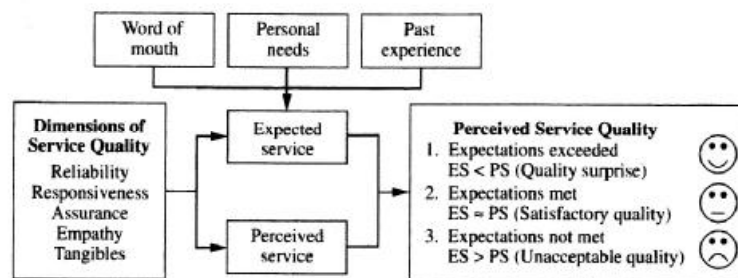 Word of
mouth
Personal
needs
Past
experience
Dimensions of
Service Quality
Reliability
Responsiveness
Assurance
Empathy
Tangibles
Expected
service
Perceived
service
Perceived Service Quality
1. Expectations exceeded
ES < PS (Quality surprise)
2. Expectations met
ES ≈ PS (Satisfactory quality)
3. Expectations not met
ES > PS (Unacceptable quality)